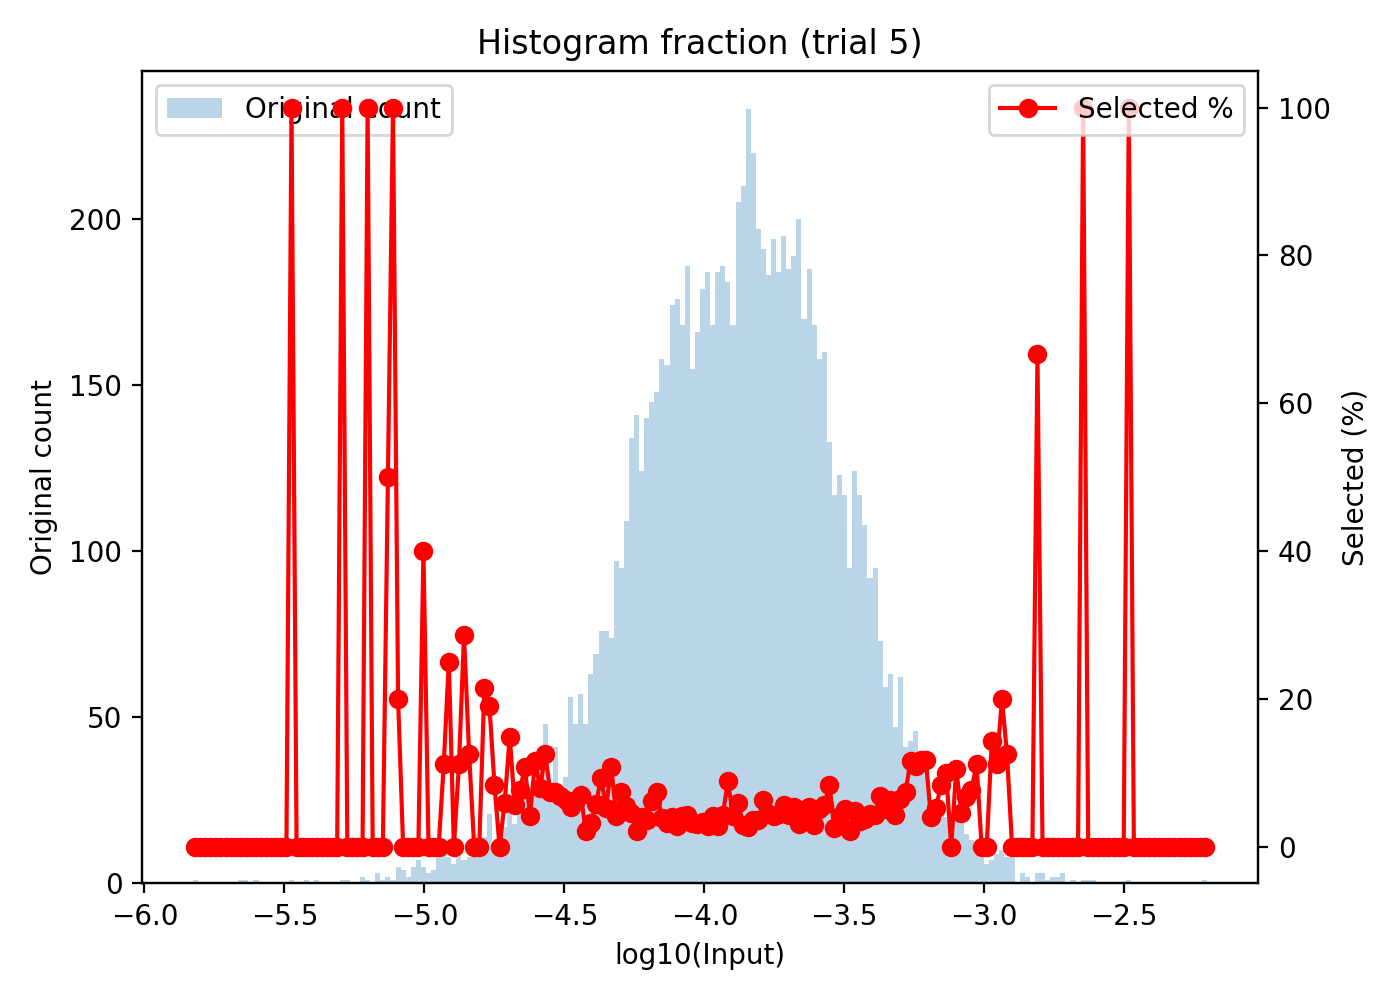 Histogram fraction (trial 5)
Original count
Selected %
200
150
100
50
0
Original count
100
80
60
40
20
0
Selected (%)
−6.0 −5.5 −5.0 −4.5 −4.0 −3.5 −3.0 −2.5
log10(Input)